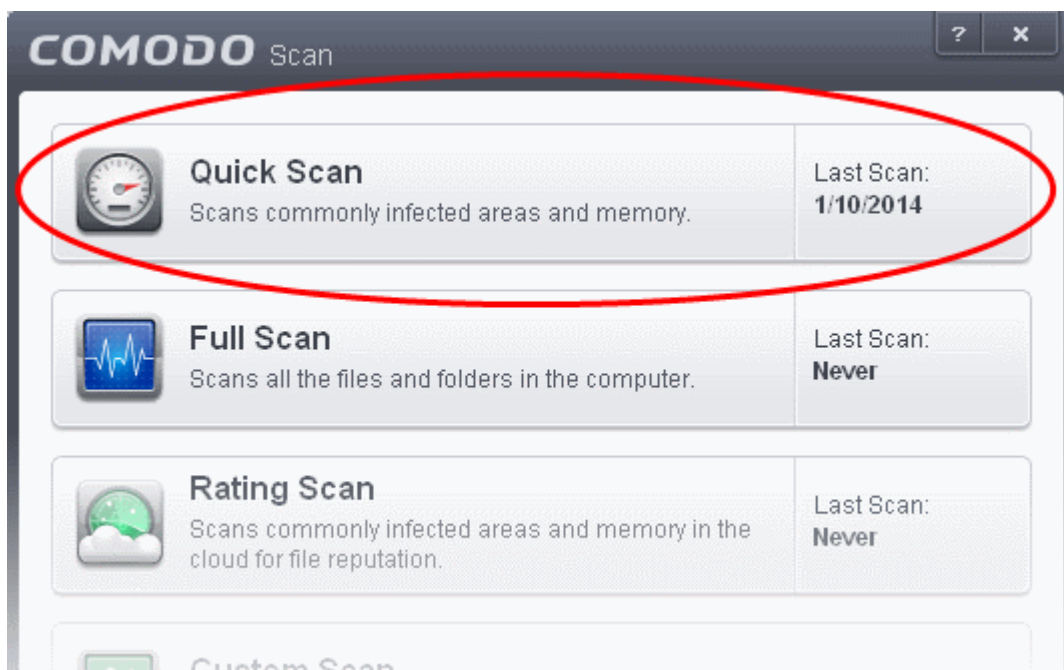 COMODO Scan
? x
Quick Scan
Scans commonly infected areas and memory.
Last Scan:
1/10/2014
Full Scan
Scans all the files and folders in the computer.
Last Scan:
Never
Rating Scan
Scans commonly infected areas and memory in the
cloud for file reputation.
Last Scan:
Never
Custom Scan